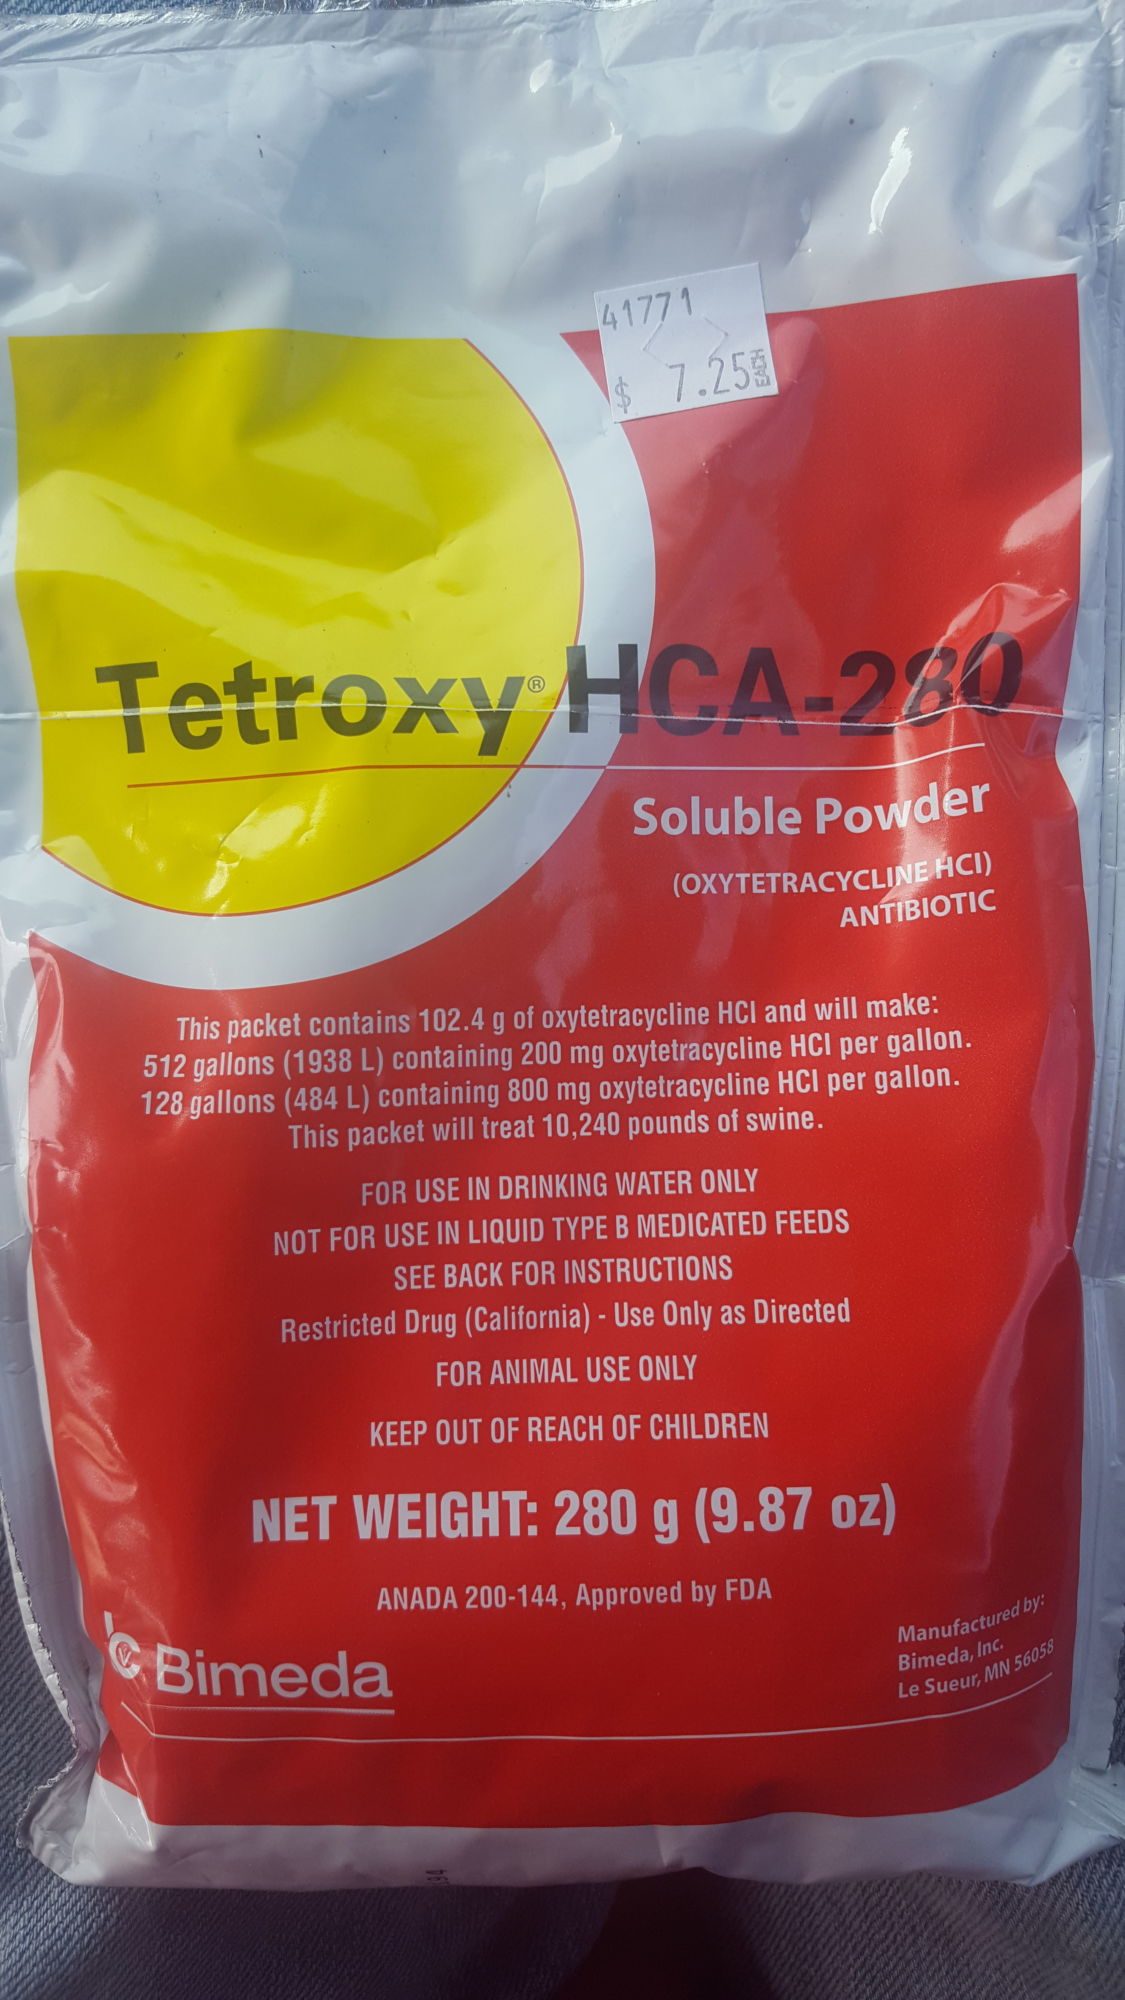 41771
$ 7.25 EACH
Tetroxy® HCA-280
Soluble Powder
(OXYTETRACYCLINE HCl)
ANTIBIOTIC
This packet contains 102.4 g of oxytetracycline HCl and will make:
512 gallons (1938 L) containing 200 mg oxytetracycline HCl per gallon.
128 gallons (484 L) containing 800 mg oxytetracycline HCl per gallon.
This packet will treat 10,240 pounds of swine.
FOR USE IN DRINKING WATER ONLY
NOT FOR USE IN LIQUID TYPE B MEDICATED FEEDS
SEE BACK FOR INSTRUCTIONS
Restricted Drug (California) - Use Only as Directed
FOR ANIMAL USE ONLY
KEEP OUT OF REACH OF CHILDREN
NET WEIGHT: 280 g (9.87 oz)
ANADA 200-144, Approved by FDA
Bimeda
Manufactured by:
Bimeda, Inc.
Le Sueur, MN 56058